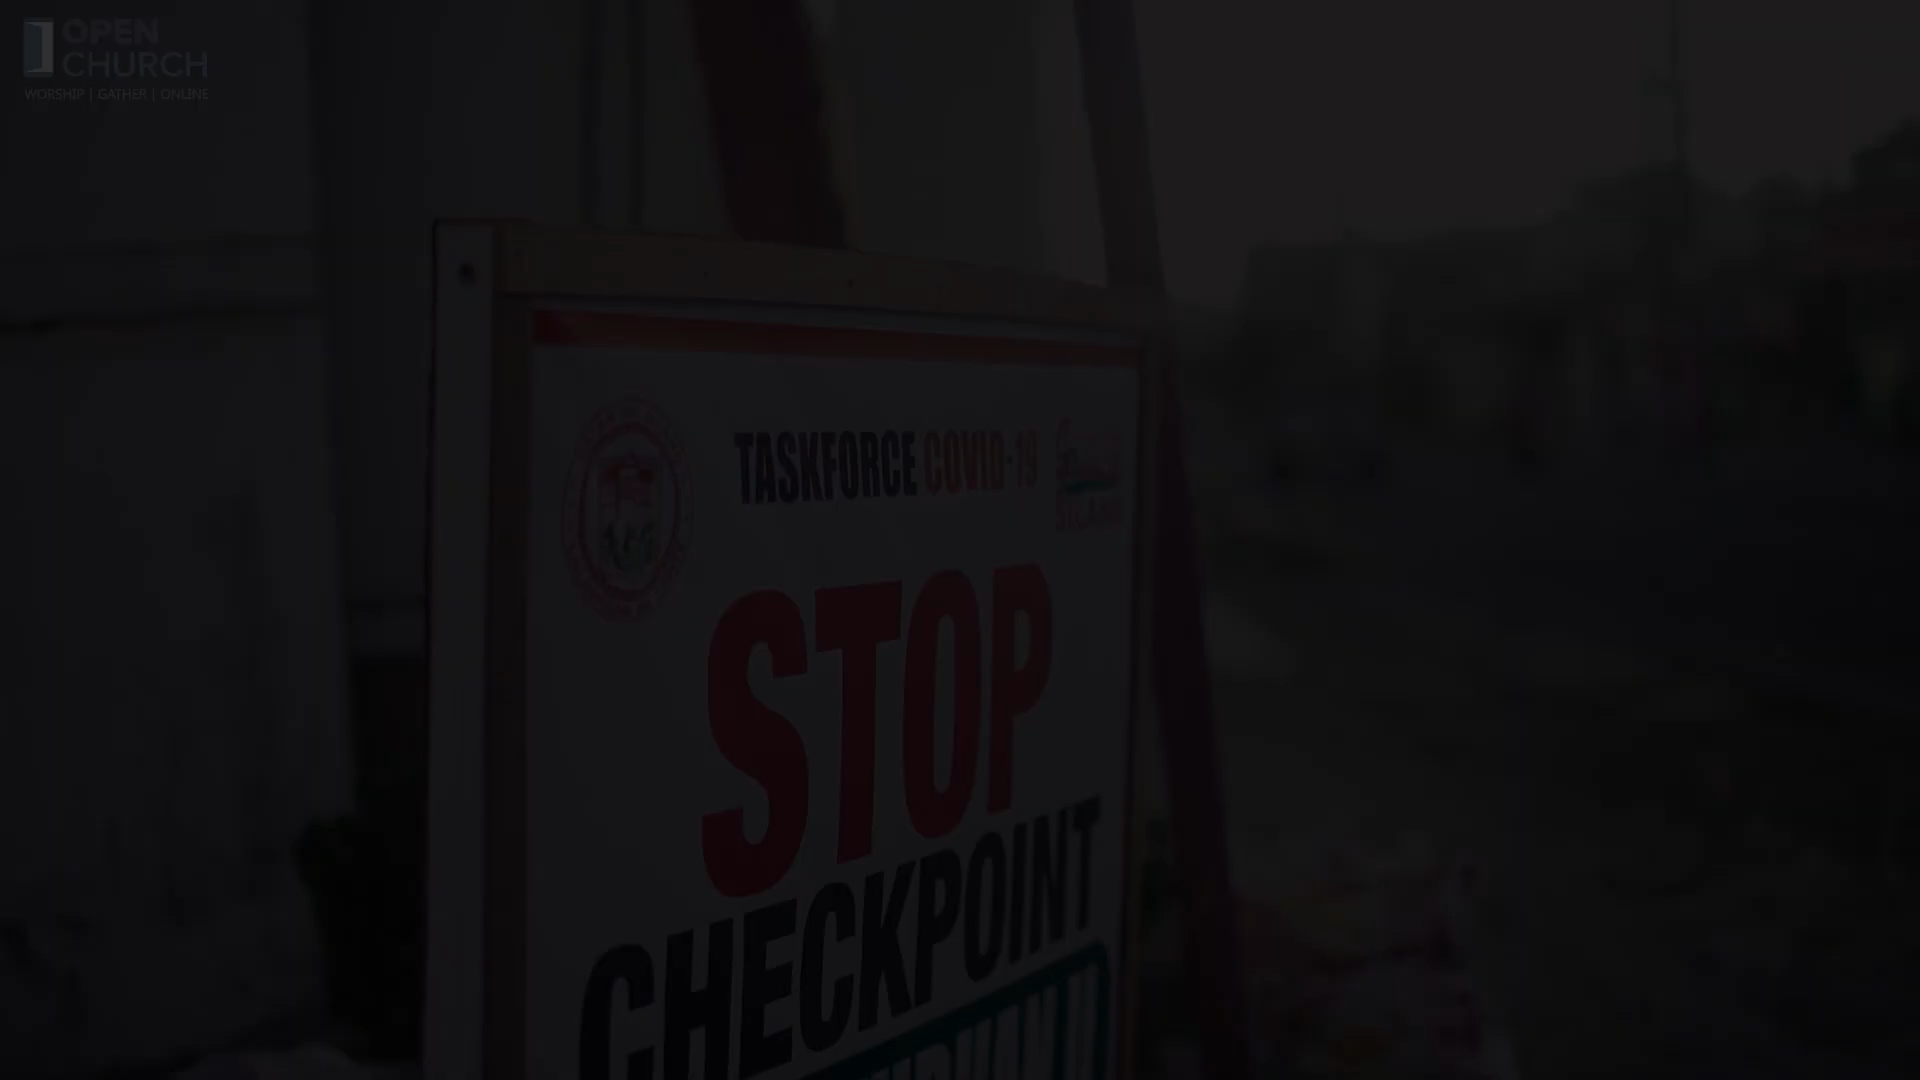 OPEN
CHURCH
WORSHIP | GATHER | ONLINE
TASKFORCE COVID-19
STOP
CHECKPOINT